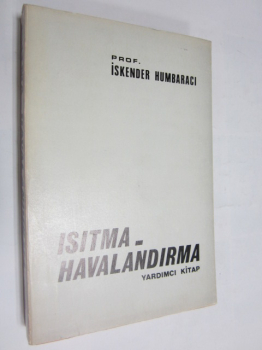 PROF.
İSKENDER HUMBARACI
ISITMA-
HAVALANDIRMA
YARDIMCI KİTAP